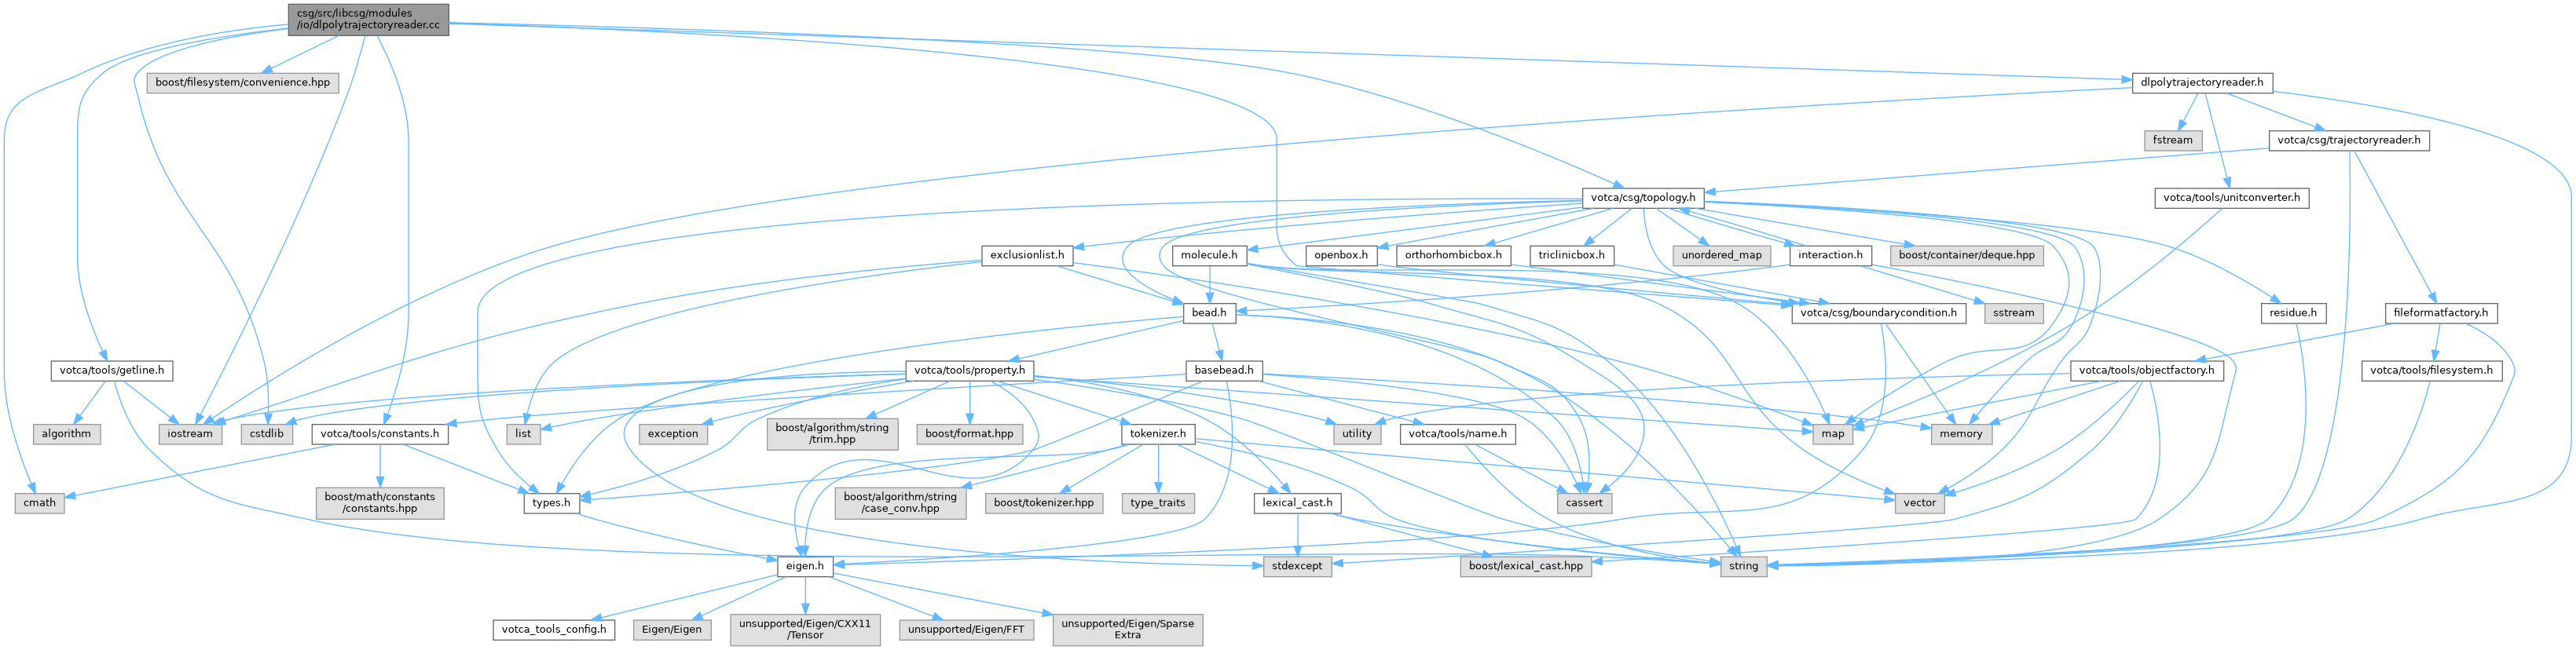 csg/src/libcsg/modules
/io/dlpolytrajectoryreader.cc
boost/filesystem/convenience.hpp
dlpolytrajectoryreader.h
fstream
votca/csg/trajectoryreader.h
votca/csg/topology.h
votca/tools/unitconverter.h
exclusionlist.h
molecule.h
openbox.h
orthorhombicbox.h
triclinicbox.h
unordered_map
interaction.h
boost/container/deque.hpp
bead.h
votca/csg/boundarycondition.h
sstream
residue.h
fileformatfactory.h
votca/tools/getline.h
votca/tools/property.h
basebead.h
votca/tools/objectfactory.h
votca/tools/filesystem.h
algorithm
iostream
cstdlib
votca/tools/constants.h
list
exception
boost/algorithm/string
/trim.hpp
boost/format.hpp
tokenizer.h
utility
votca/tools/name.h
map
memory
cmath
boost/math/constants
/constants.hpp
types.h
boost/algorithm/string
/case_conv.hpp
boost/tokenizer.hpp
type_traits
lexical_cast.h
cassert
vector
eigen.h
stdexcept
boost/lexical_cast.hpp
string
votca_tools_config.h
Eigen/Eigen
unsupported/Eigen/CXX11
/Tensor
unsupported/Eigen/FFT
unsupported/Eigen/Sparse
Extra